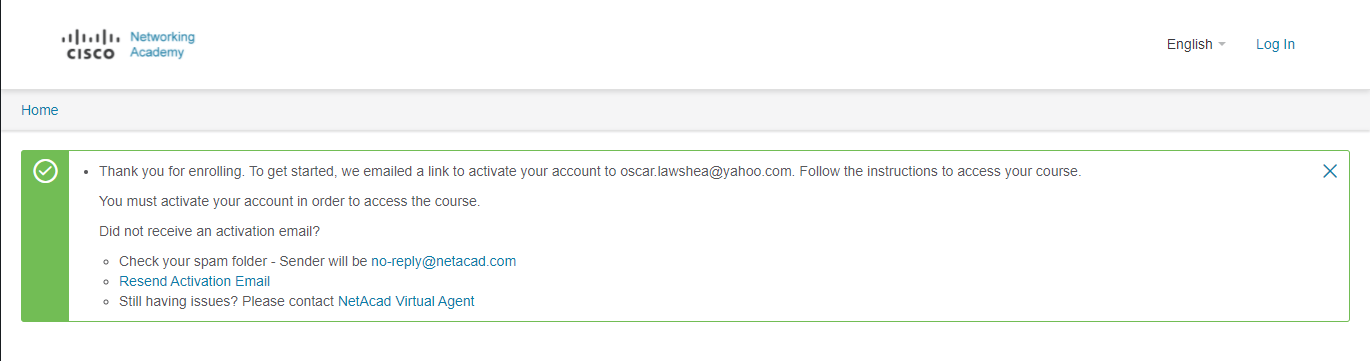 CISCO Networking Academy
English
Log In
Home
Thank you for enrolling. To get started, we emailed a link to activate your account to oscar.lawshea@yahoo.com. Follow the instructions to access your course.
You must activate your account in order to access the course.
Did not receive an activation email?
Check your spam folder - Sender will be no-reply@netacad.com
Resend Activation Email
Still having issues? Please contact NetAcad Virtual Agent